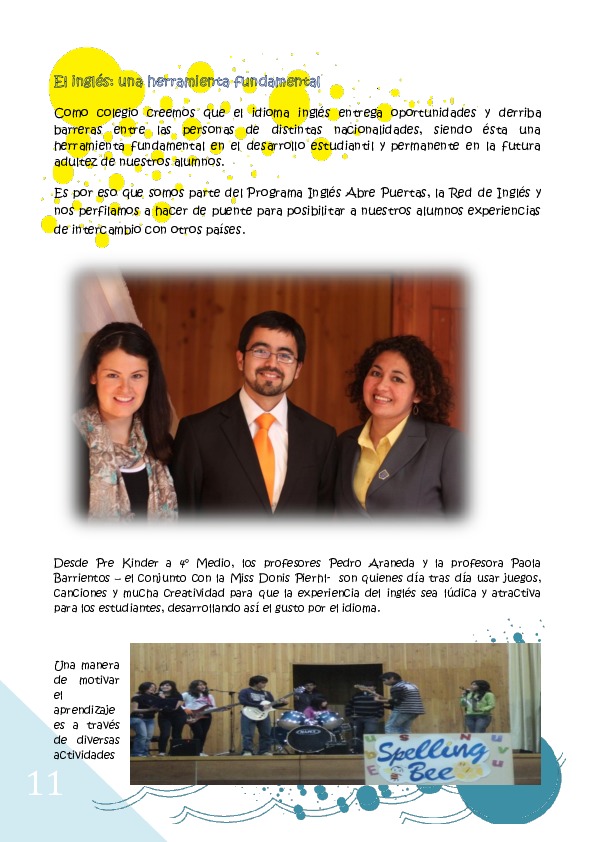 El inglés: una herramienta fundamental
Como colegio creemos que el idioma inglés entrega oportunidades y derriba
barreras entre las personas de distintas nacionalidades, siendo ésta una
herramienta fundamental en el desarrollo estudiantil y permanente en la futura
adultez de nuestros alumnos.
Es por eso que somos parte del Programa Inglés Abre Puertas, la Red de Inglés y
nos perfilamos a hacer de puente para posibilitar a nuestros alumnos experiencias
de intercambio con otros países.
Desde Pre Kinder a 4º Medio, los profesores Pedro Araneda y la profesora Paola
Barrientos – el conjunto con la Miss Donis Pierhl- son quienes día tras día usar juegos,
canciones y mucha creatividad para que la experiencia del inglés sea lúdica y atractiva
para los estudiantes, desarrollando así el gusto por el idioma.
Una manera
de motivar
el
aprendizaje
es a través
de diversas
actividades
Spelling
Bee
11